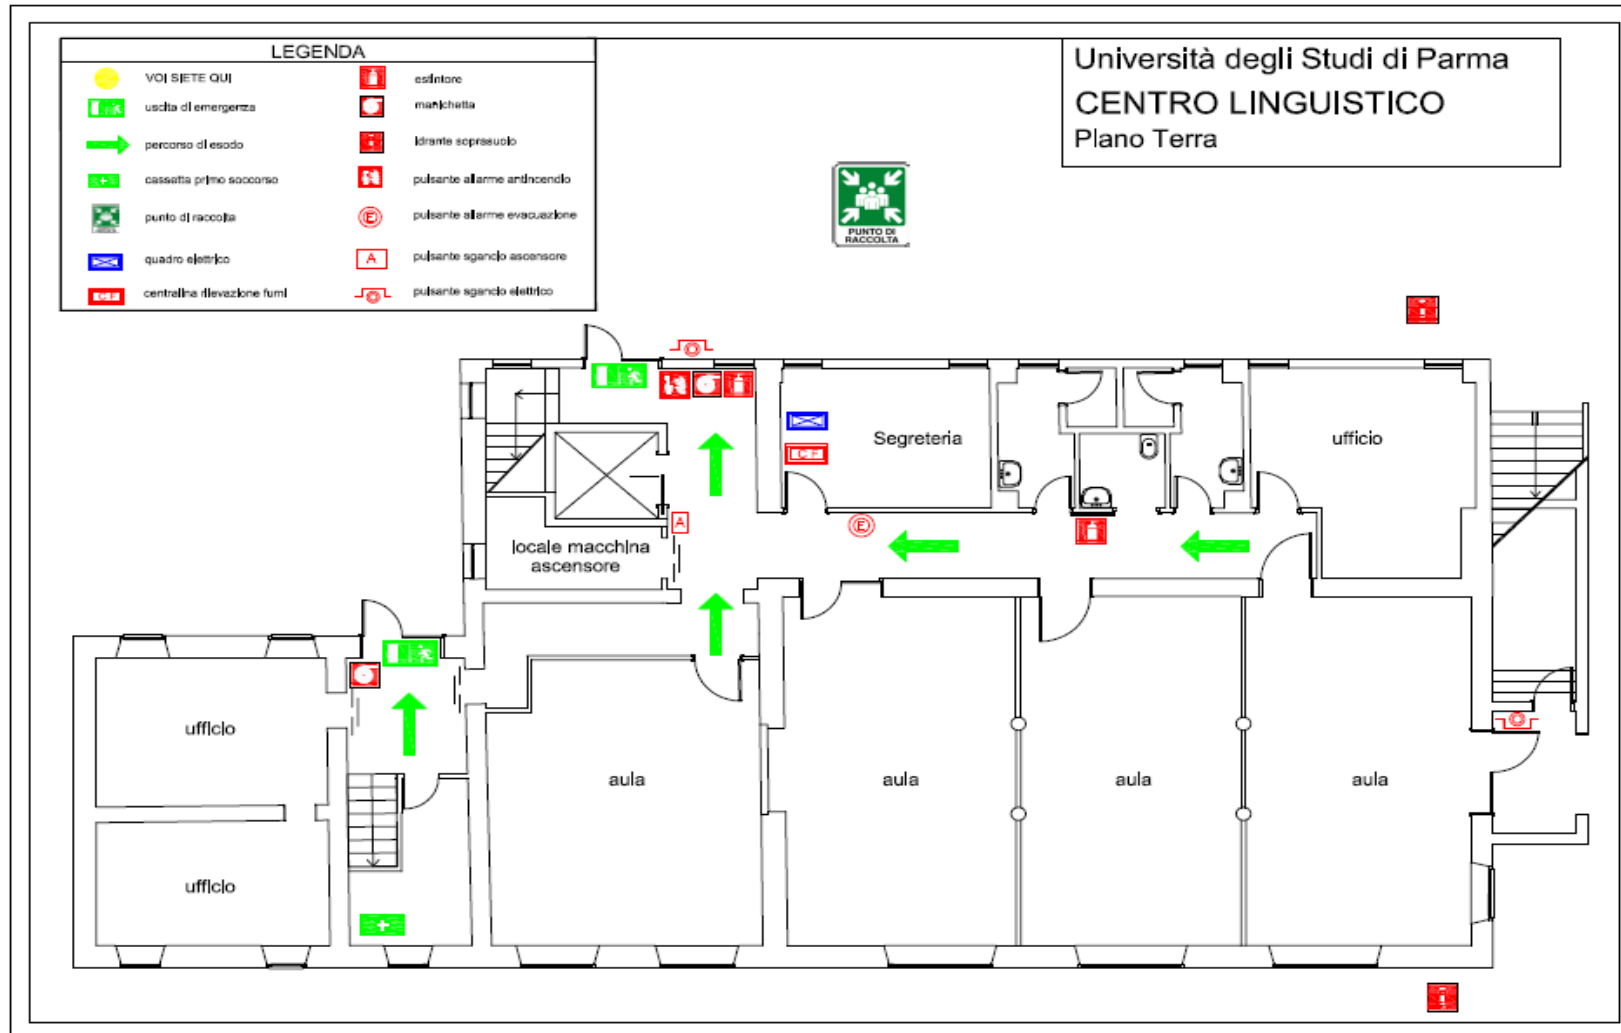 LEGENDA
VOI SIETE QUI
uscita di emergenza
percorso di esodo
cassetta primo soccorso
punto di raccolta
quadro elettrico
CF
centralina rilevazione fumi
estintore
manichetta
idrante soprasuolo
pulsante allarme antincendio
E
pulsante allarme evacuazione
A
pulsante sgancio ascensore
pulsante sgancio elettrico
Università degli Studi di Parma
CENTRO LINGUISTICO
Piano Terra
PUNTO DI
RACCOLTA
Segreteria
ufficio
CF
A
E
locale macchina
ascensore
ufficio
aula
aula
aula
aula
ufficio